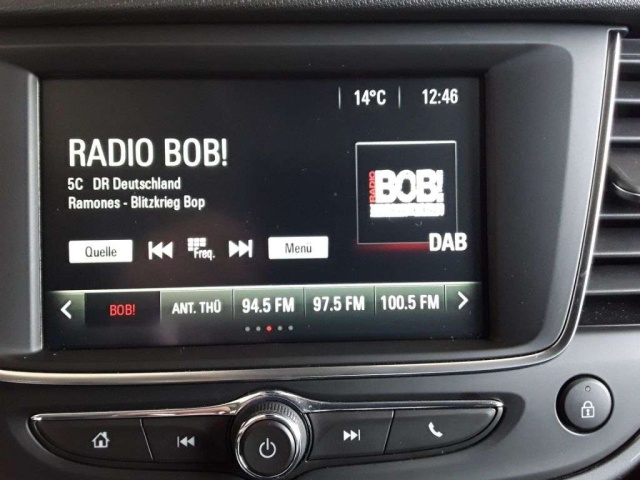 14°C 12:46
RADIO BOB!
5C DR Deutschland
Ramones - Blitzkrieg Bop
RADIO BOB!
Quelle Freq. Menü
DAB
BOB! ANT. THÜ 94.5 FM 97.5 FM 100.5 FM